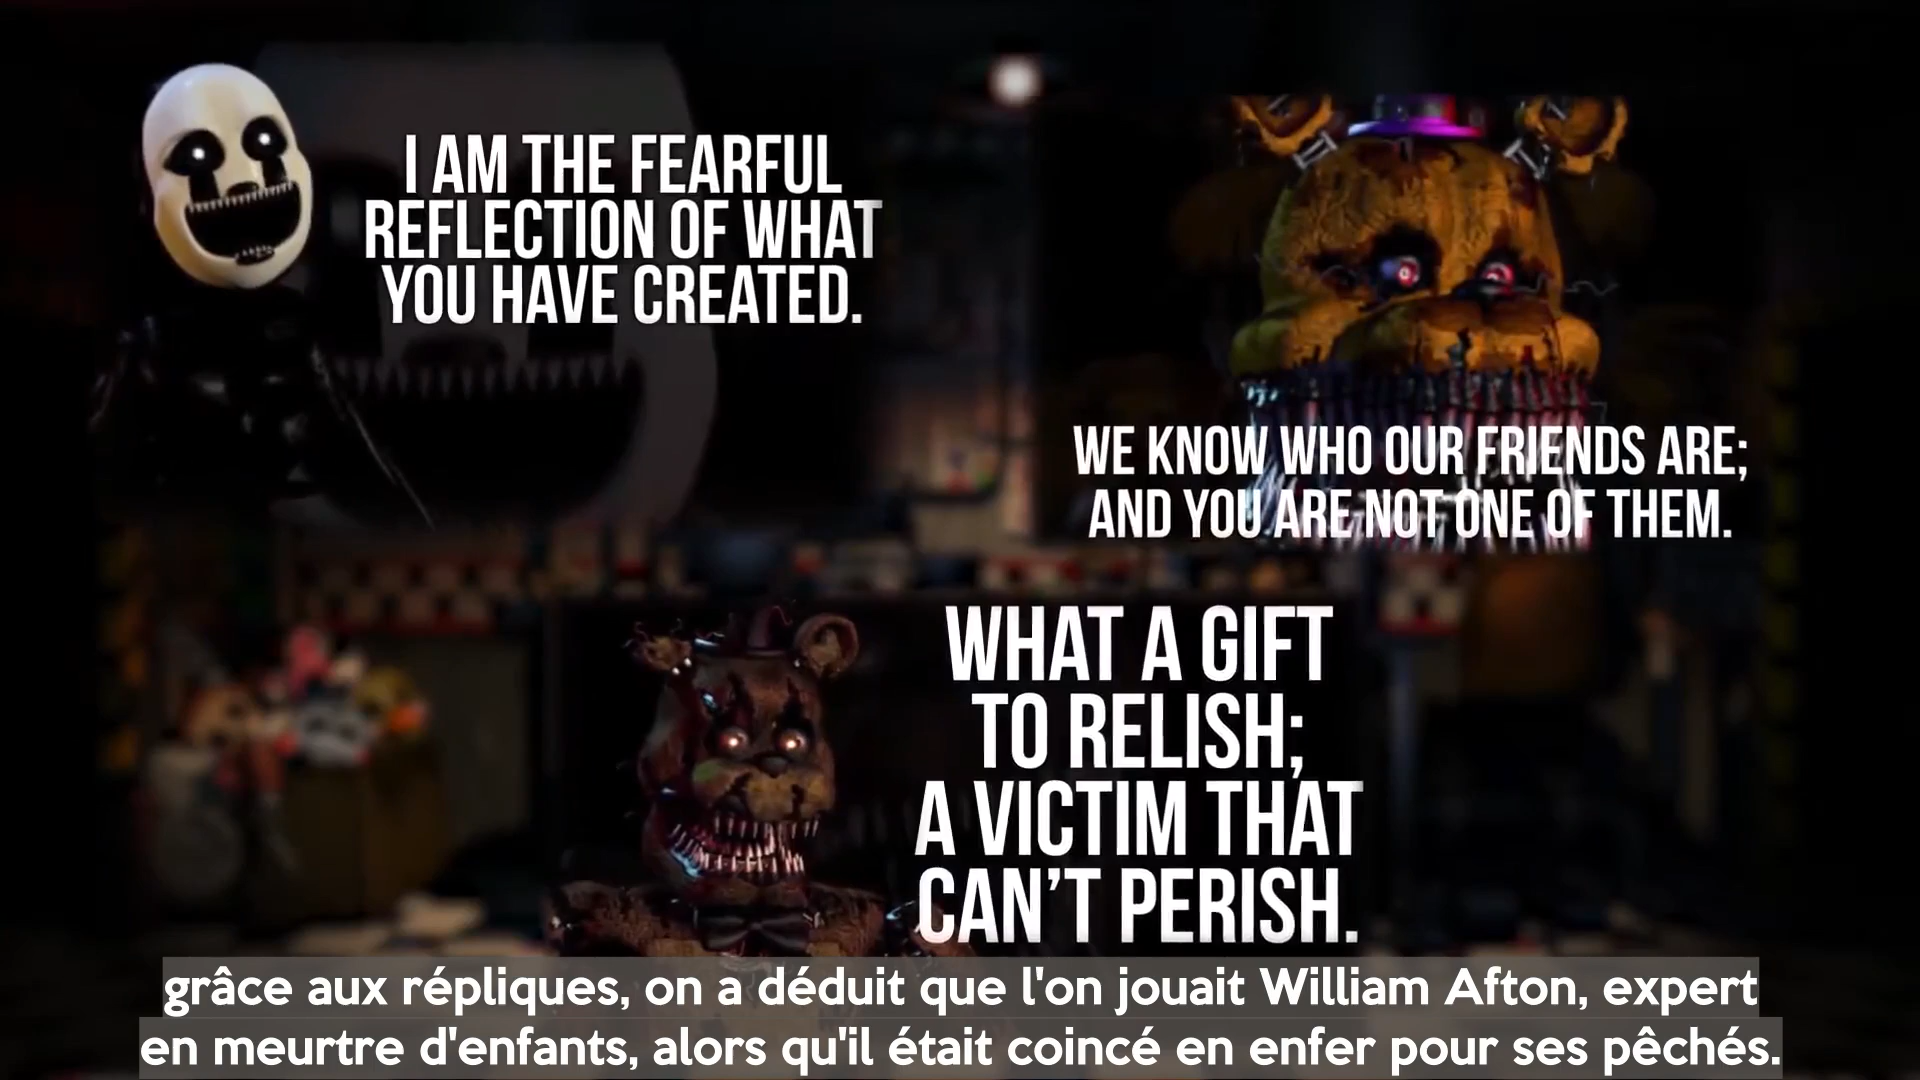 I AM THE FEARFUL
REFLECTION OF WHAT
YOU HAVE CREATED.
WE KNOW WHO OUR FRIENDS ARE;
AND YOU ARE NOT ONE OF THEM.
WHAT A GIFT
TO RELISH;
A VICTIM THAT
CAN'T PERISH.
grâce aux répliques, on a déduit que l'on jouait William Afton, expert
en meurtre d'enfants, alors qu'il était coincé en enfer pour ses pêchés.